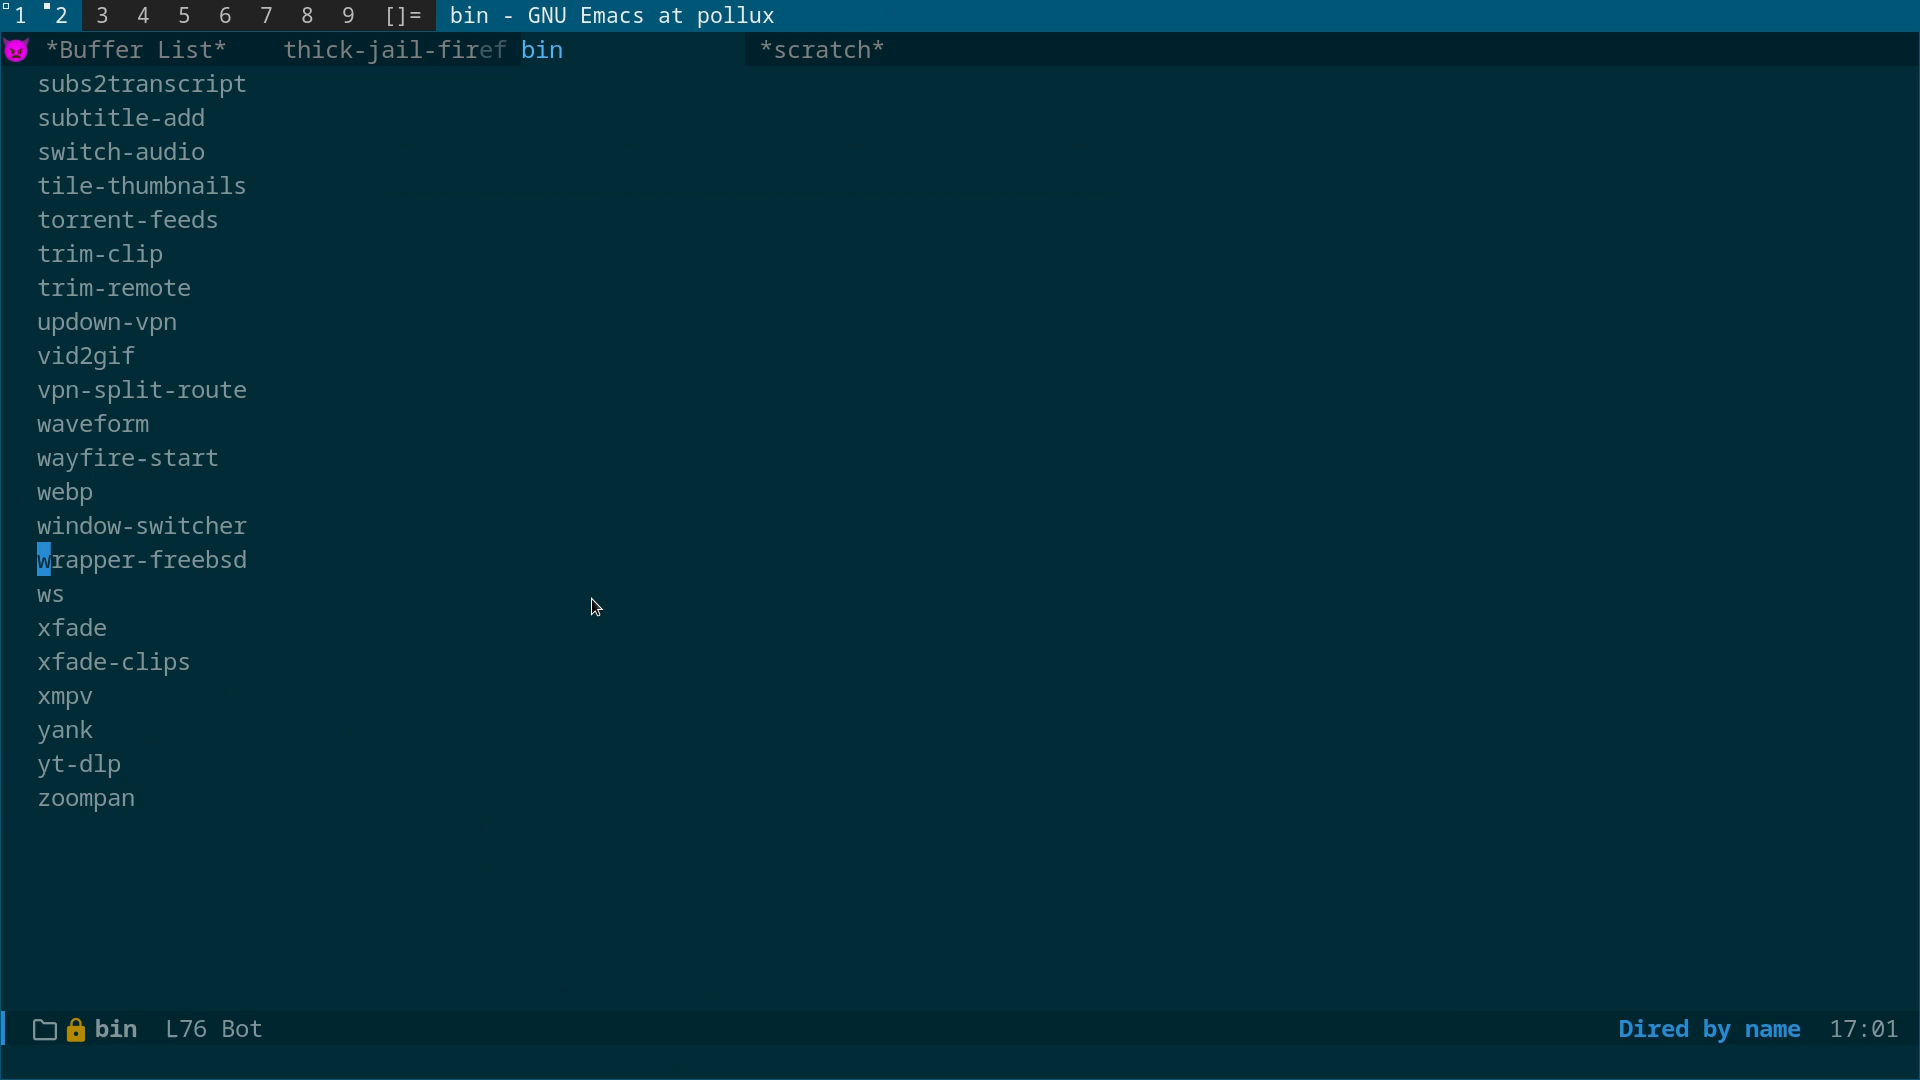 1 2 3 4 5 6 7 8 9 []= bin - GNU Emacs at pollux
*Buffer List* thick-jail-firef bin *scratch*
subs2transcript
subtitle-add
switch-audio
tile-thumbnails
torrent-feeds
trim-clip
trim-remote
updown-vpn
vid2gif
vpn-split-route
waveform
wayfire-start
webp
window-switcher
wrapper-freebsd
ws
xfade
xfade-clips
xmpv
yank
yt-dlp
zoompan
bin L76 Bot Dired by name 17:01